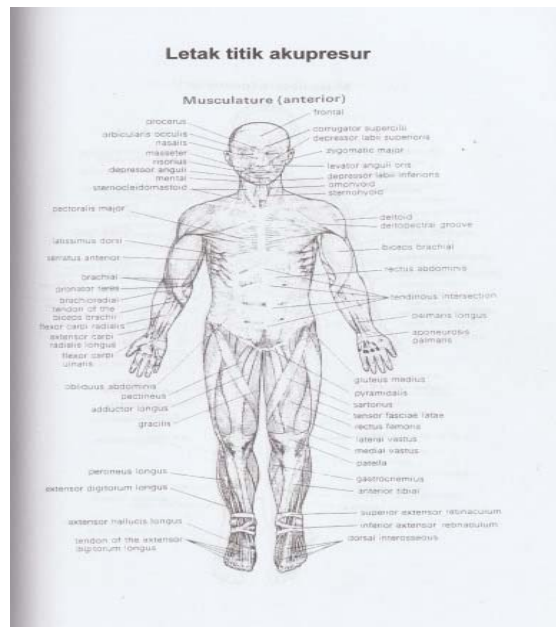 Letak titik akupresur
Musculature (anterior)
procerus
orbicularis occulis
nasalis
masseter
risorius
depressor anguli
mental
sternocleidomastoid
pectoralis major
latissimus dorsi
serratus anterior
brachial
pronator teres
brachioradial
tendon of the
biceps brachii
flexor carpi radialis
extensor carpi
radialis longus
flexor carpi
ulnaris
obliquus abdominis
pectineus
adductor longus
gracilis
peroneus longus
extensor digitorum longus
extensor hallucis longus
tendon of the extensor
digitorum longus
frontal
corrugator supercilli
depressor labii superioris
zygomatic major
levator anguli oris
depressor labii inferioris
omohyoid
sternohyoid
deltoid
deltopectral groove
biceps brachial
rectus abdominis
tendinous intersection
palmaris longus
aponeurosis
palmaris
gluteus medius
pyramidalis
sartorius
tensor fasciae latae
rectus femoris
lateral vastus
medial vastus
patella
gastrocnemius
anterior tibial
superior extensor retinaculum
inferior extensor retinaculum
dorsal interosseous